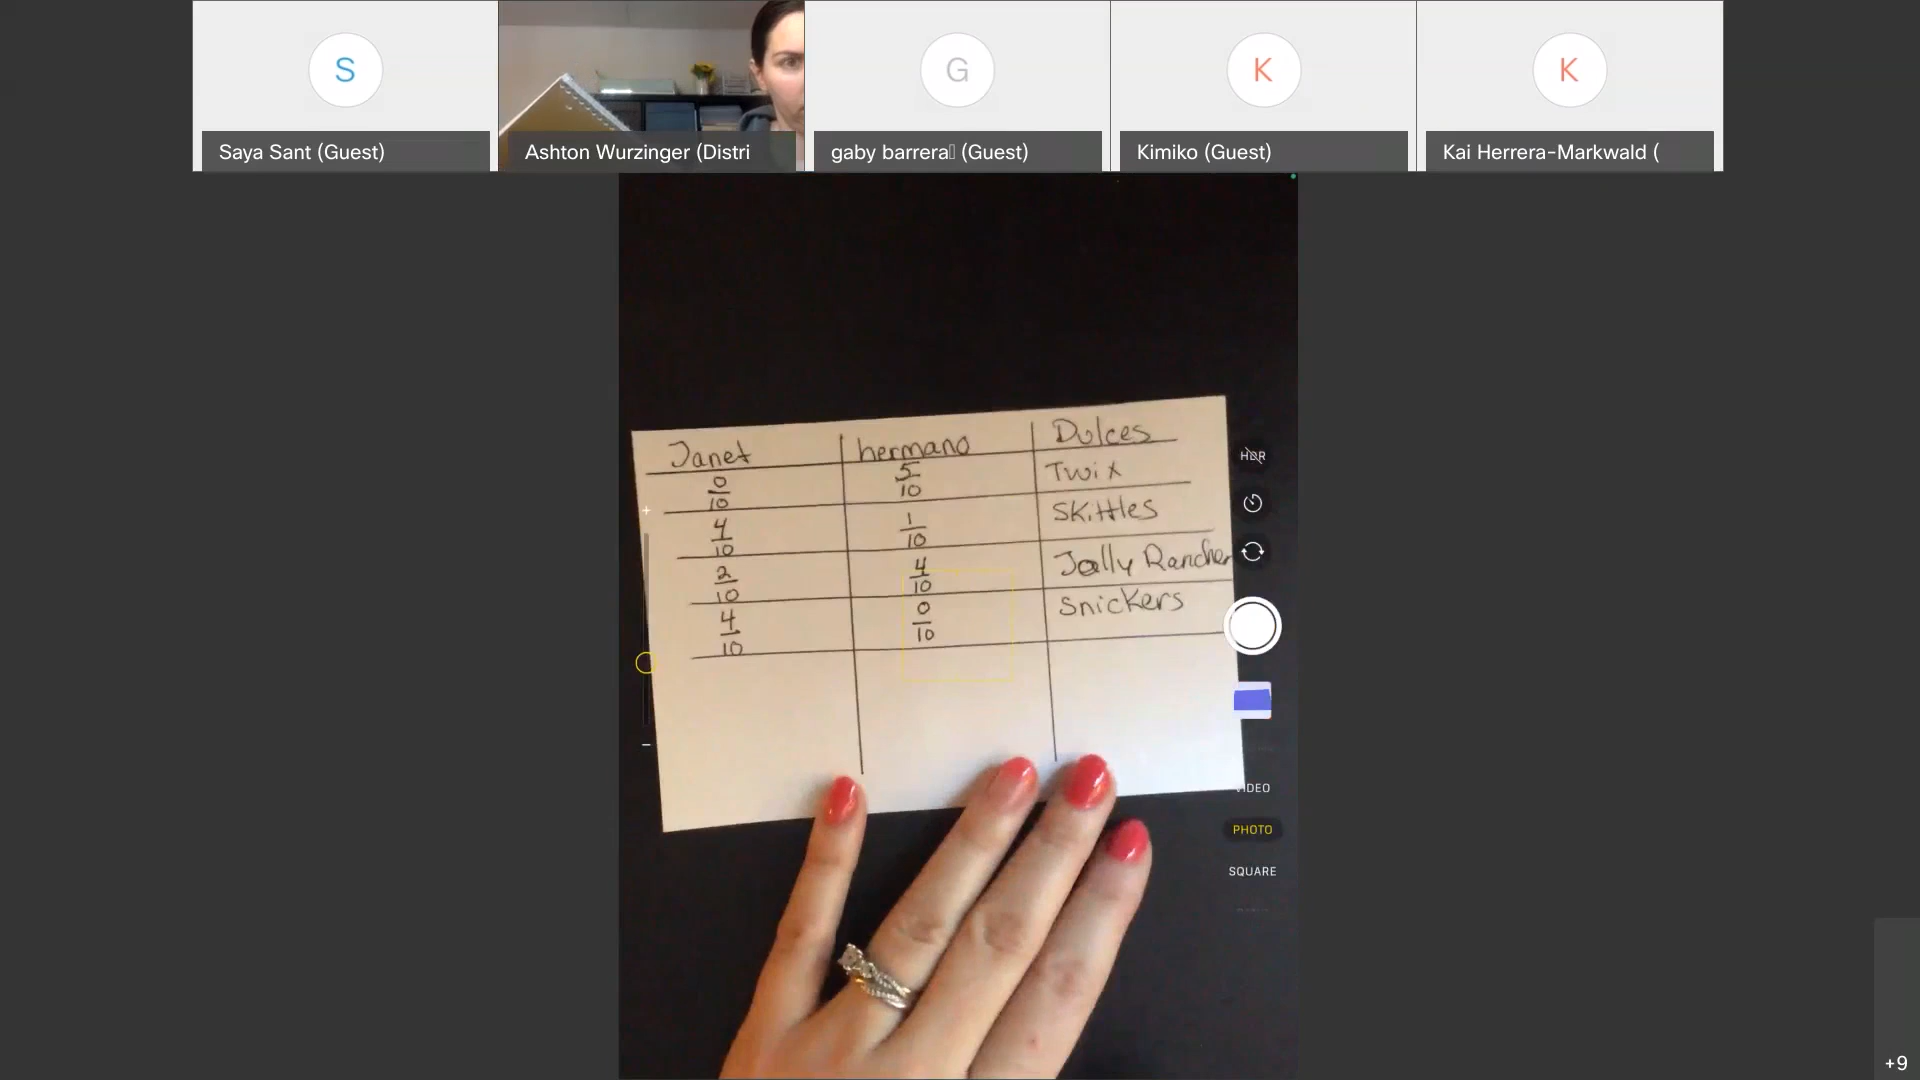 S
G
K
K
Saya Sant (Guest)
Ashton Wurzinger (Distri
gaby barrera (Guest)
Kimiko (Guest)
Kai Herrera-Markwald (
Janet hermano Dulces
0/10 5/10 Twix
4/10 1/10 Skittles
2/10 4/10 Jolly Rancher
4/10 0/10 Snickers
HDR
VIDEO
PHOTO
SQUARE
+9